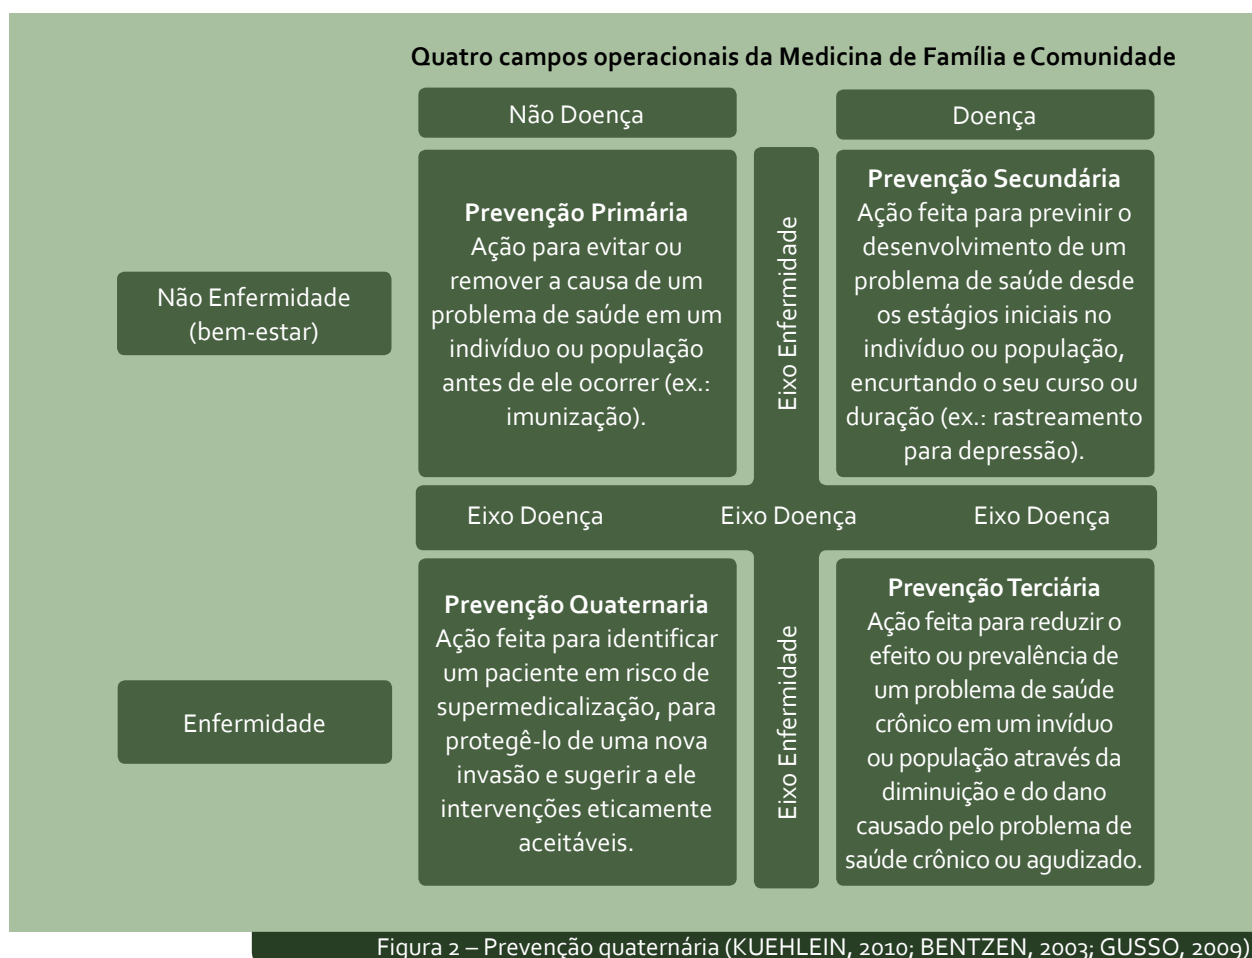 Quatro campos operacionais da Medicina de Família e Comunidade
Não Doença
Doença
Não Enfermidade
(bem-estar)
Prevenção Primária
Ação para evitar ou
remover a causa de um
problema de saúde em um
indivíduo ou população
antes de ele ocorrer (ex.:
imunização).
Eixo Enfermidade
Prevenção Secundária
Ação feita para previnir o
desenvolvimento de um
problema de saúde desde
os estágios iniciais no
indivíduo ou população,
encurtando o seu curso ou
duração (ex.: rastreamento
para depressão).
Eixo Doença
Eixo Doença
Eixo Doença
Enfermidade
Prevenção Quaternaria
Ação feita para identificar
um paciente em risco de
supermedicalização, para
protegê-lo de uma nova
invasão e sugerir a ele
intervenções eticamente
aceitáveis.
Eixo Enfermidade
Prevenção Terciária
Ação feita para reduzir o
efeito ou prevalência de
um problema de saúde
crônico em um invíduo
ou população através da
diminuição e do dano
causado pelo problema de
saúde crônico ou agudizado.
Figura 2 – Prevenção quaternária (KUEHLEIN, 2010; BENTZEN, 2003; GUSSO, 2009)